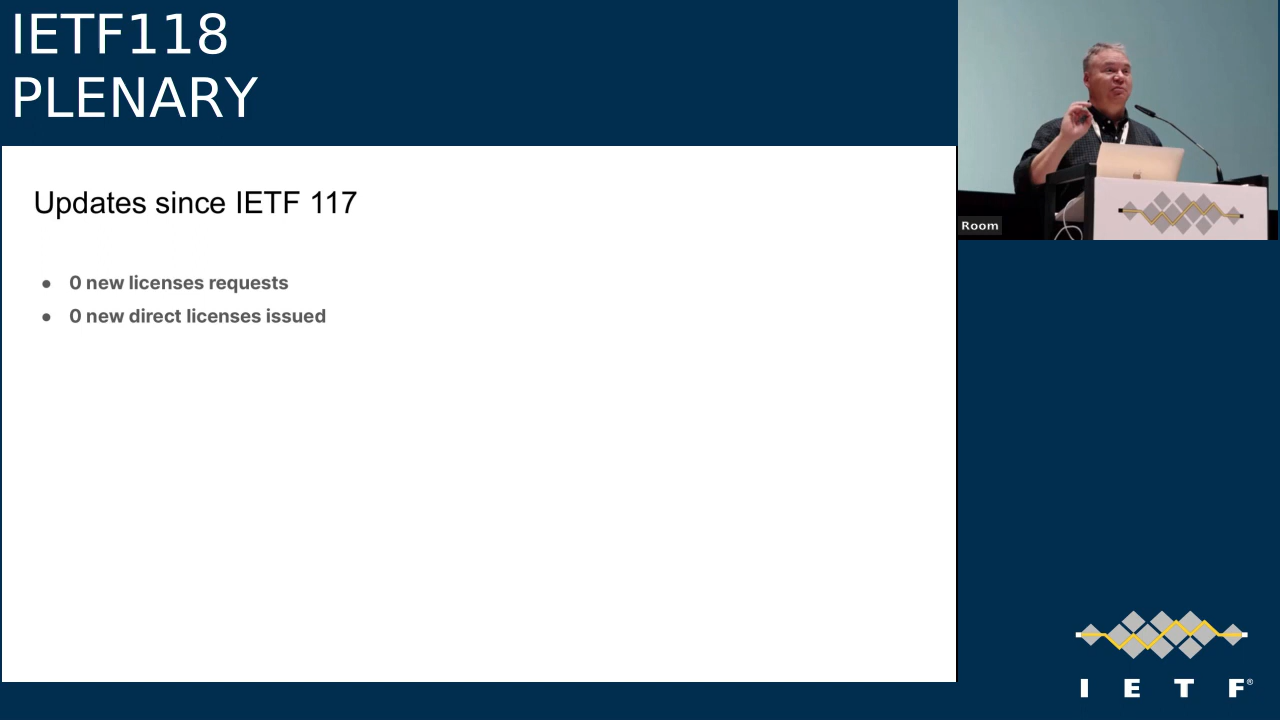 IETF118
PLENARY
Updates since IETF 117
● 0 new licenses requests
● 0 new direct licenses issued
Room
I E T F®